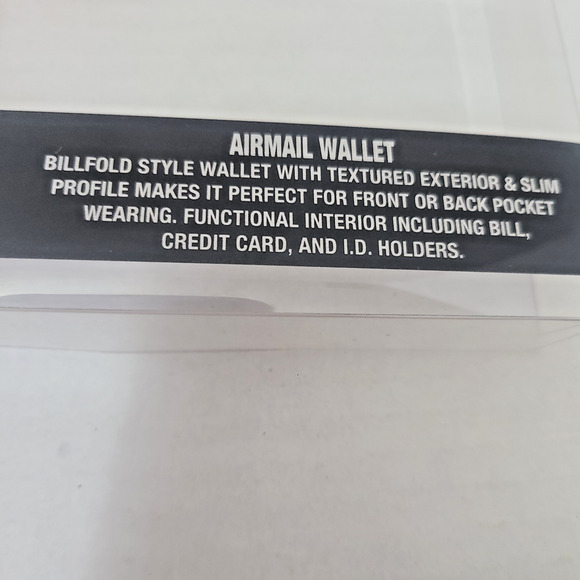 AIRMAIL WALLET
BILLFOLD STYLE WALLET WITH TEXTURED EXTERIOR & SLIM
PROFILE MAKES IT PERFECT FOR FRONT OR BACK POCKET
WEARING. FUNCTIONAL INTERIOR INCLUDING BILL,
CREDIT CARD, AND I.D. HOLDERS.